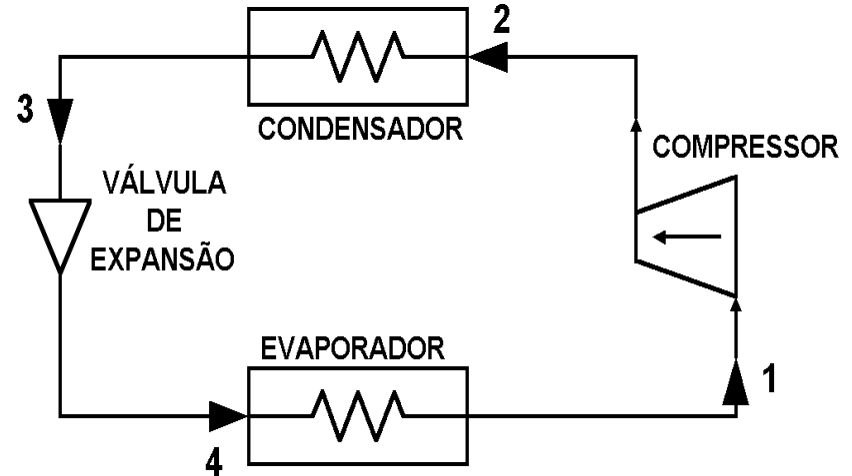 2
3
CONDENSADOR
COMPRESSOR
VÁLVULA
DE
EXPANSÃO
EVAPORADOR
1
4